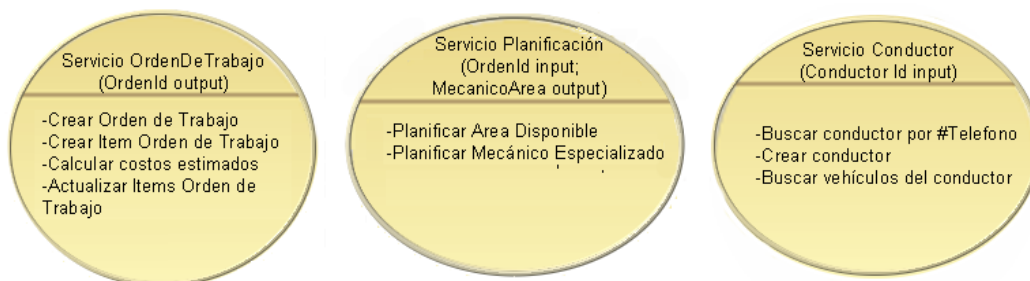 Servicio OrdenDeTrabajo
(OrdenId output)
-Crear Orden de Trabajo
-Crear Item Orden de Trabajo
-Calcular costos estimados
-Actualizar Items Orden de
Trabajo
Servicio Planificación
(OrdenId input;
MecanicoArea output)
-Planificar Area Disponible
-Planificar Mecánico Especializado
Servicio Conductor
(Conductor Id input)
-Buscar conductor por #Telefono
-Crear conductor
-Buscar vehículos del conductor